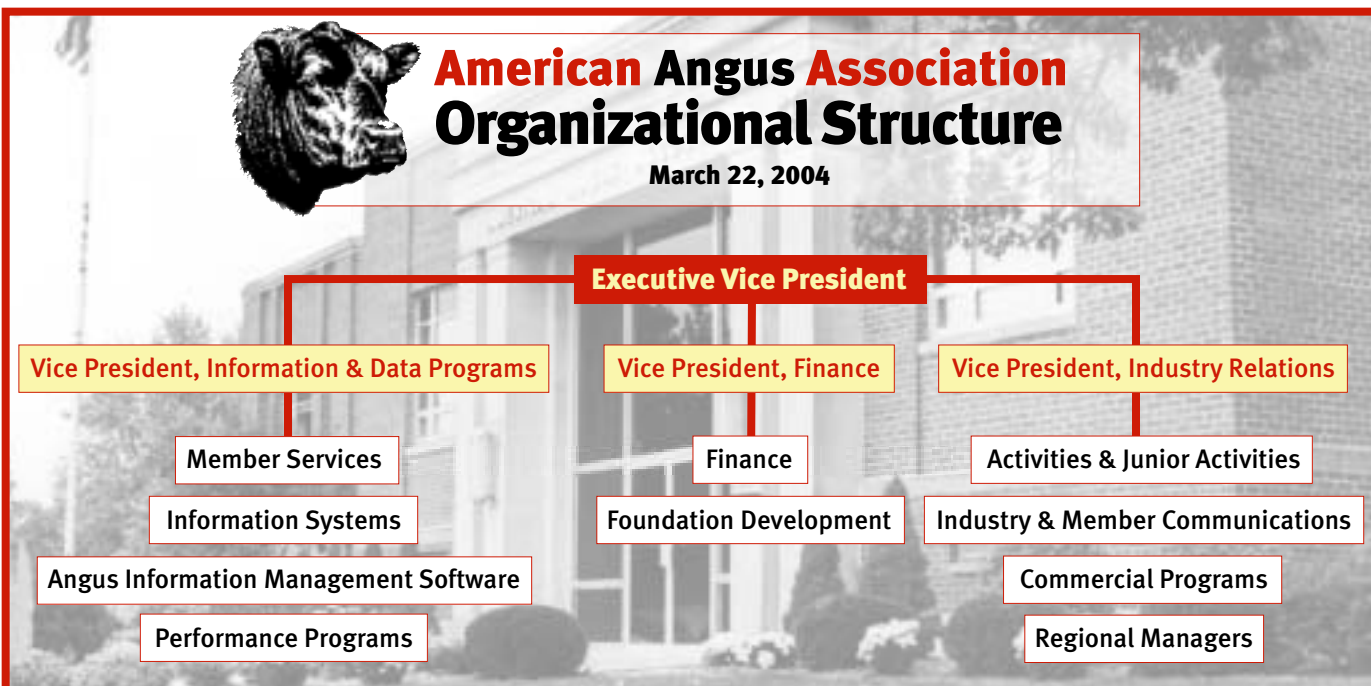 American Angus Association
Organizational Structure
March 22, 2004
Executive Vice President
Vice President, Information & Data Programs
Vice President, Finance
Vice President, Industry Relations
Member Services
Finance
Activities & Junior Activities
Information Systems
Foundation Development
Industry & Member Communications
Angus Information Management Software
Commercial Programs
Performance Programs
Regional Managers